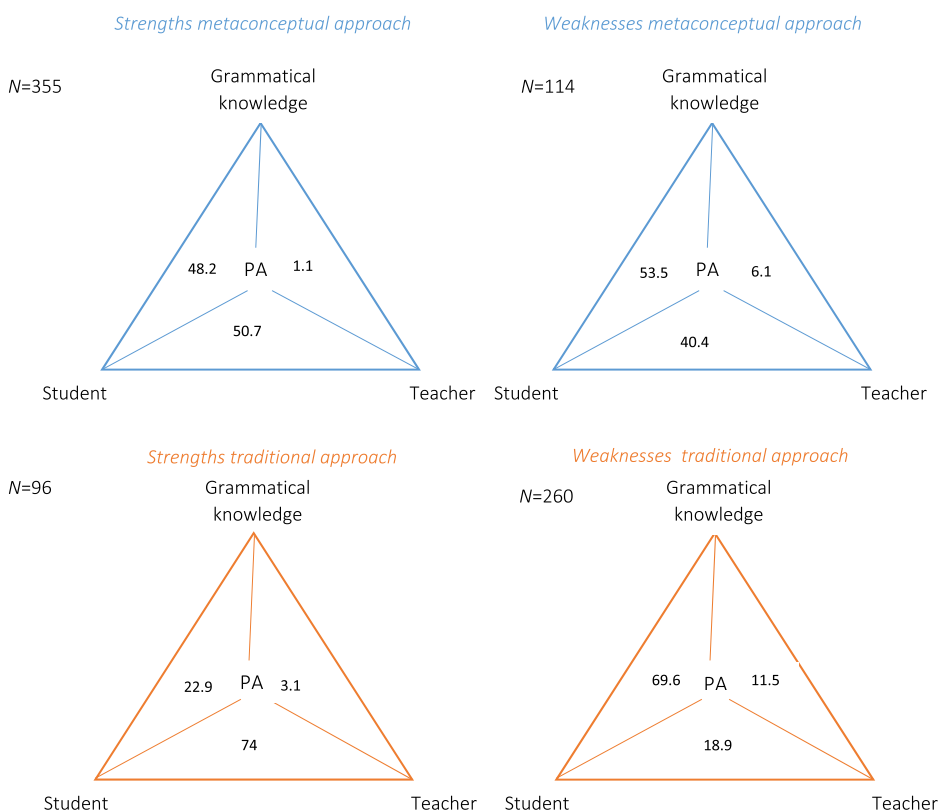 Strengths metaconceptual approach
Weaknesses metaconceptual approach
N=355
Grammatical
knowledge
48.2
PA
1.1
50.7
Student
Teacher
N=114
Grammatical
knowledge
53.5
PA
6.1
40.4
Student
Teacher
Strengths traditional approach
Weaknesses traditional approach
N=96
Grammatical
knowledge
22.9
PA
3.1
74
Student
Teacher
N=260
Grammatical
knowledge
69.6
PA
11.5
18.9
Student
Teacher